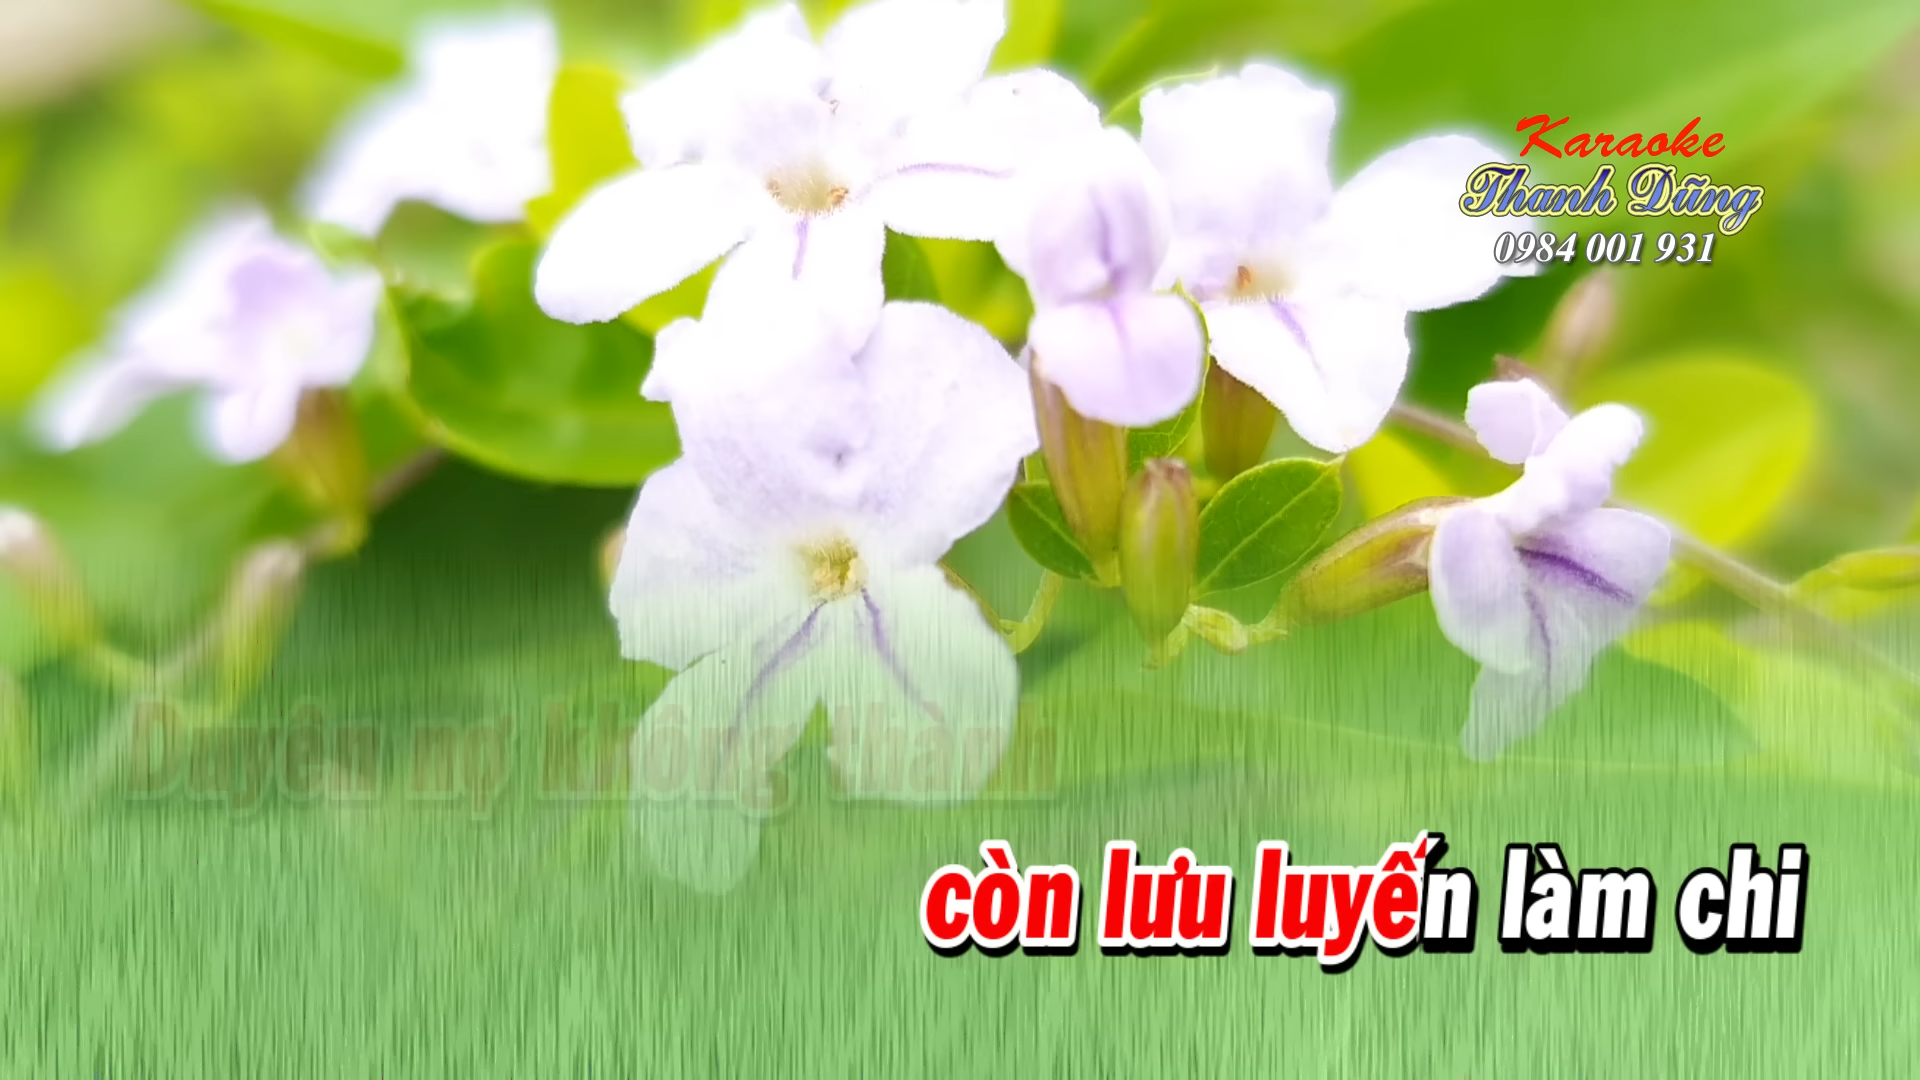 Karaoke
Thanh Dũng
0984 001 931
Duyên nợ không thành
còn lưu luyến làm chi